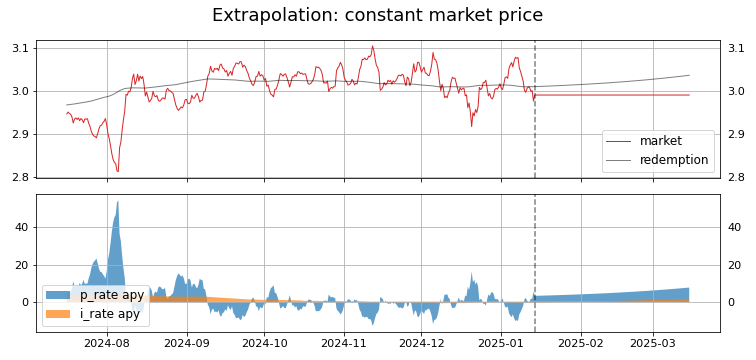 Extrapolation: constant market price
3.1 3.1
3.0 3.0
2.9 2.9
2.8 2.8
market
redemption
40 40
20 20
0 0
p_rate apy
i_rate apy
2024-08 2024-09 2024-10 2024-11 2024-12 2025-01 2025-02 2025-03